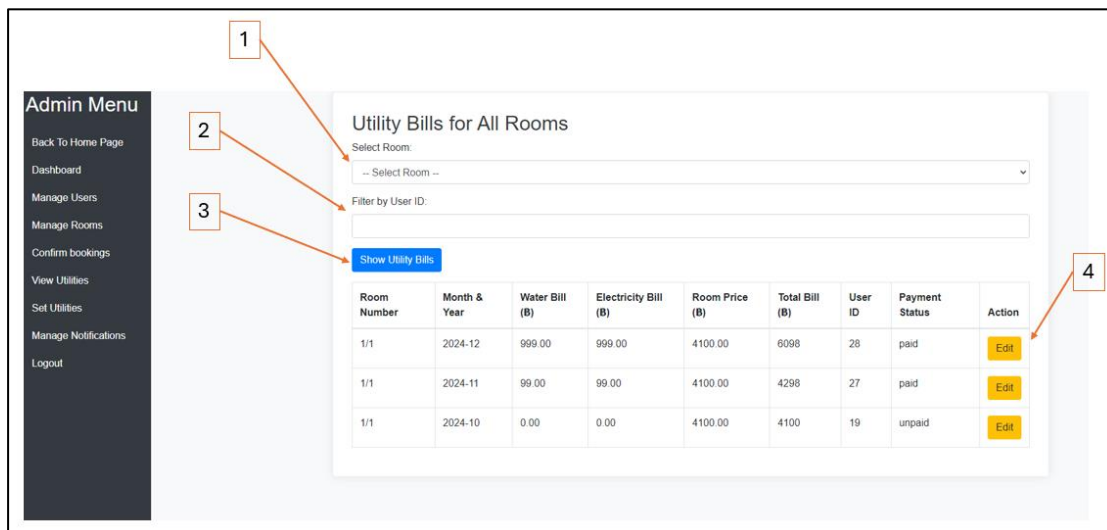 1
Admin Menu
Back To Home Page
Dashboard
Manage Users
Manage Rooms
Confirm bookings
View Utilities
Set Utilities
Manage Notifications
Logout
2
3
Utility Bills for All Rooms
Select Room:
-- Select Room --
Filter by User ID:
Show Utility Bills
Room Number Month & Year Water Bill (B) Electricity Bill (B) Room Price (B) Total Bill (B) User ID Payment Status Action
1/1 2024-12 999.00 999.00 4100.00 6098 28 paid Edit
1/1 2024-11 99.00 99.00 4100.00 4298 27 paid Edit
1/1 2024-10 0.00 0.00 4100.00 4100 19 unpaid Edit
4